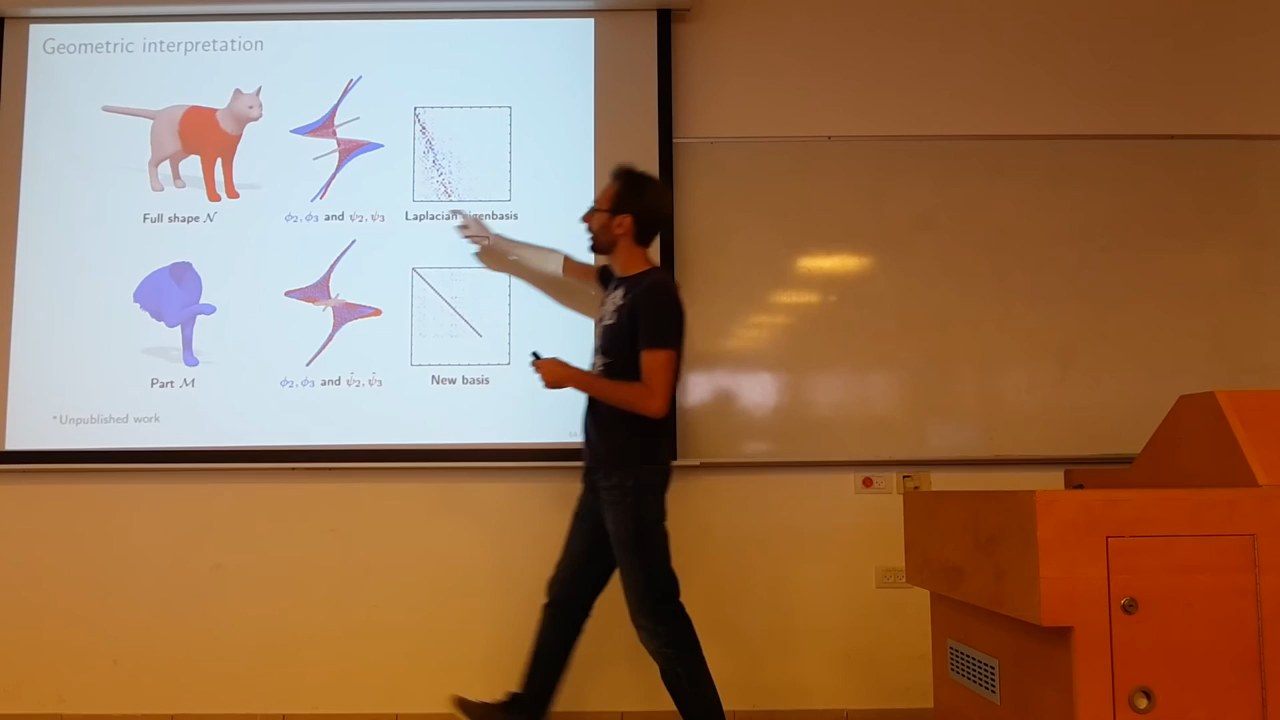 Geometric interpretation
Full shape 𝒩
ϕ₂, ϕ₃ and ψ₂, ψ₃
Laplacian eigenbasis
Part ℳ
ϕ₂, ϕ₃ and ψ̂₂, ψ̂₃
New basis
*Unpublished work